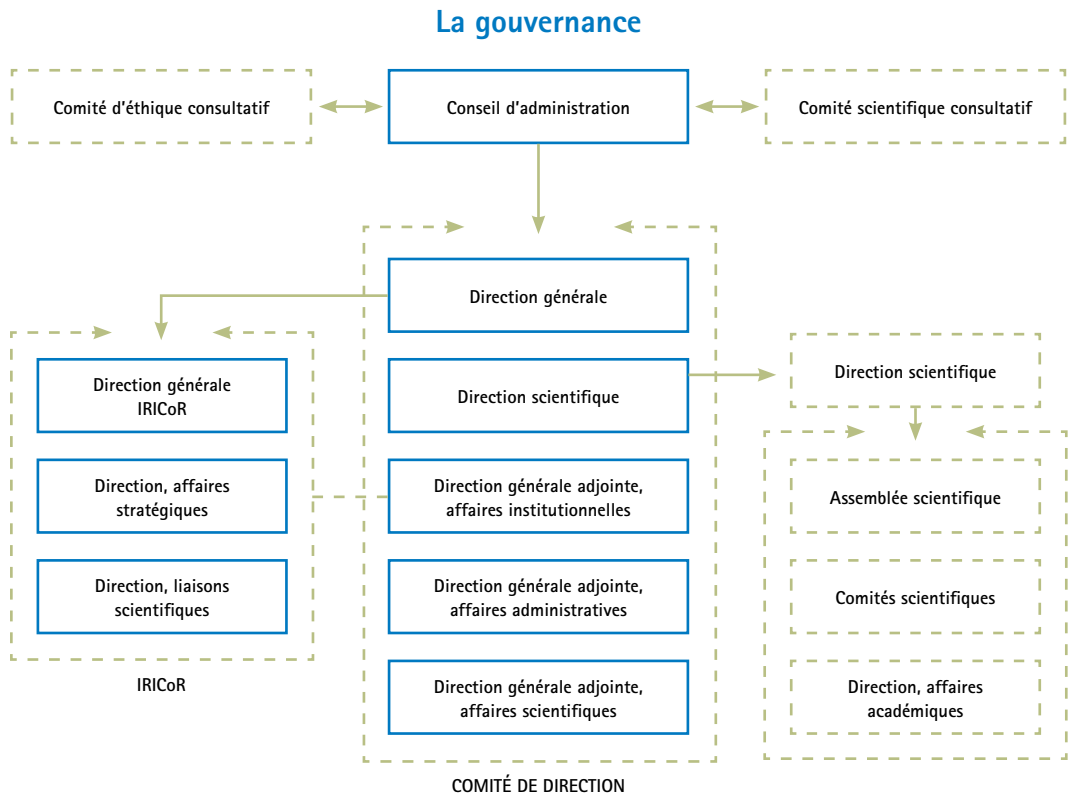 La gouvernance
Comité d'éthique consultatif
Conseil d'administration
Comité scientifique consultatif
Direction générale
Direction générale
IRICoR
Direction, affaires
stratégiques
Direction, liaisons
scientifiques
IRICoR
Direction scientifique
Direction générale adjointe,
affaires institutionnelles
Direction générale adjointe,
affaires administratives
Direction générale adjointe,
affaires scientifiques
COMITÉ DE DIRECTION
Direction scientifique
Assemblée scientifique
Comités scientifiques
Direction, affaires
académiques